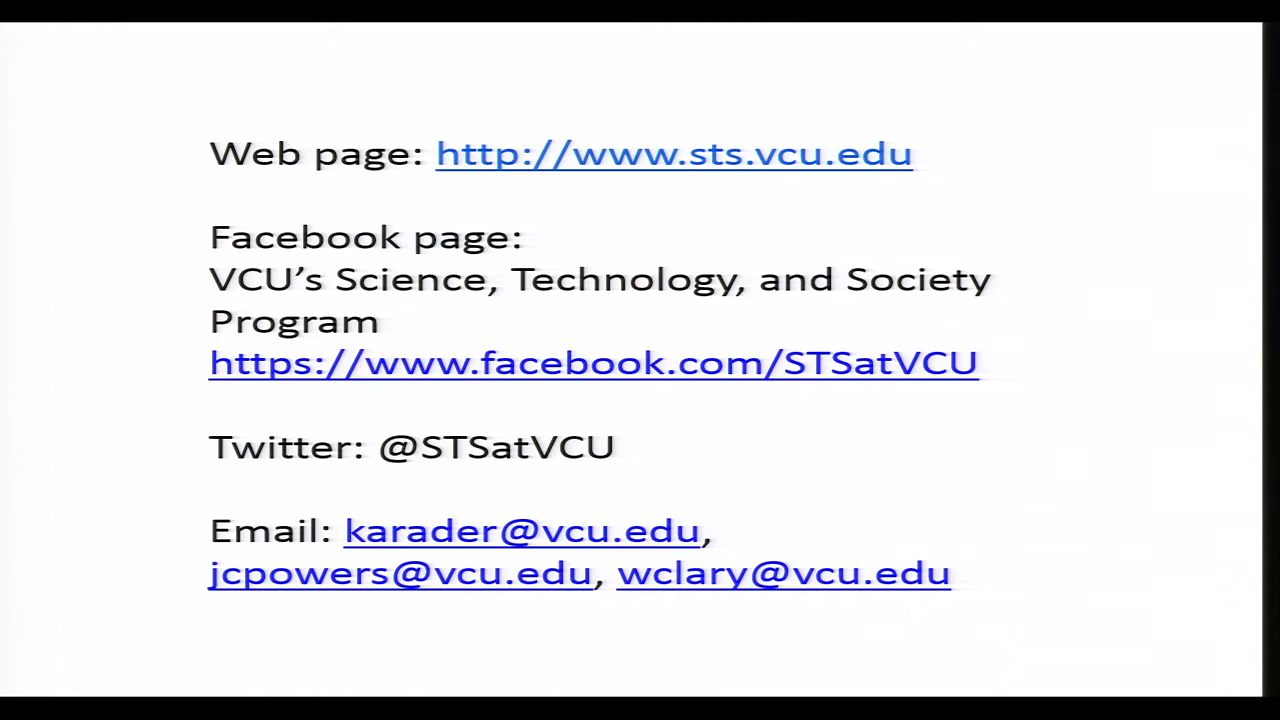 Web page: http://www.sts.vcu.edu
Facebook page:
VCU’s Science, Technology, and Society
Program
https://www.facebook.com/STSatVCU
Twitter: @STSatVCU
Email: karader@vcu.edu,
jcpowers@vcu.edu, wclary@vcu.edu